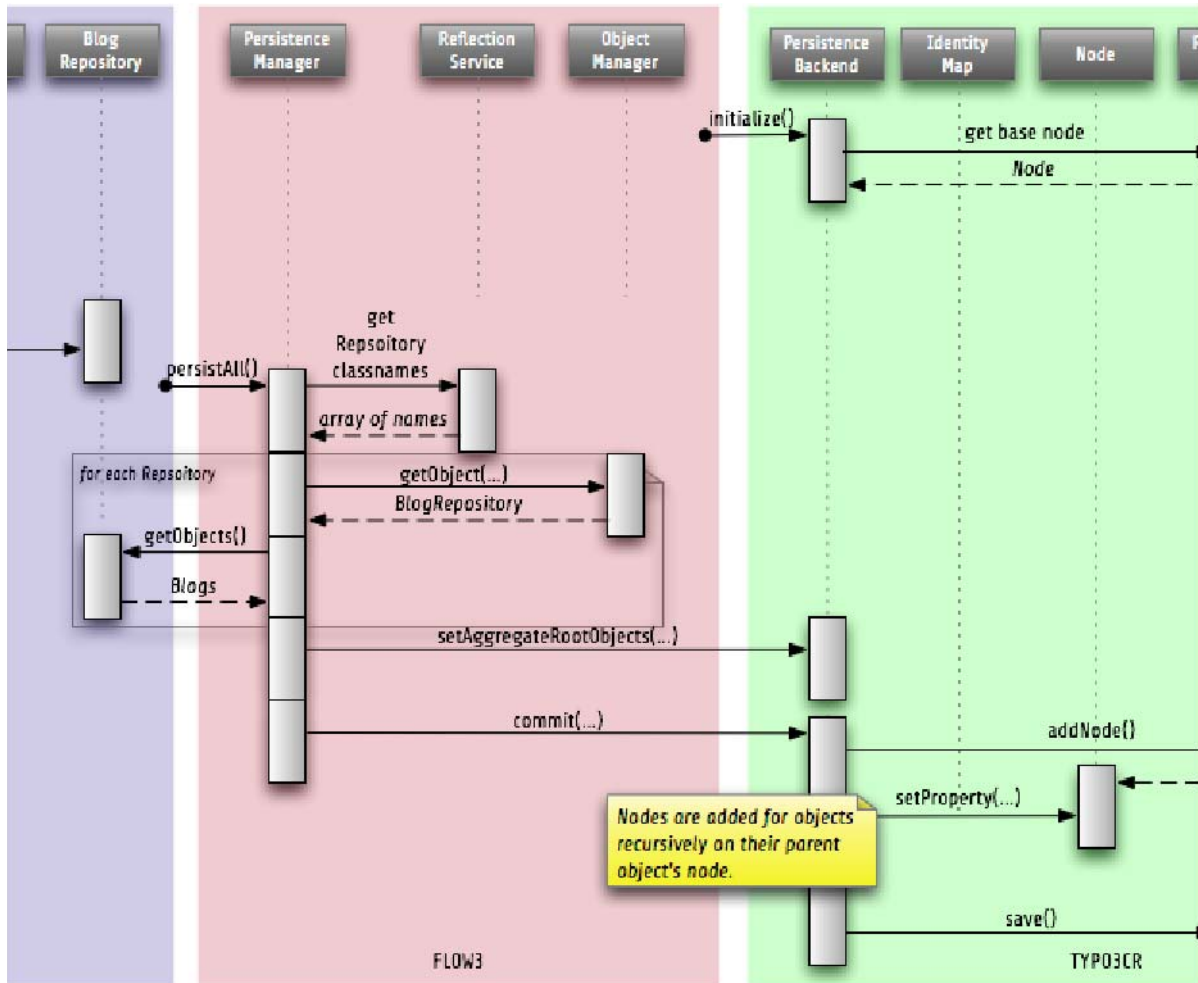 Blog
Repository
Persistence
Manager
Reflection
Service
Object
Manager
Persistence
Backend
Identity
Map
Node
initialize()
get base node
Node
get
Repsoitory
classnames
persistAll()
array of names
for each Repsoitory
getObject(...)
BlogRepository
getObjects()
Blogs
setAggregateRootObjects(...)
commit(...)
addNode()
setProperty(...)
Nodes are added for objects
recursively on their parent
object's node.
save()
FLOW3
TYPO3CR